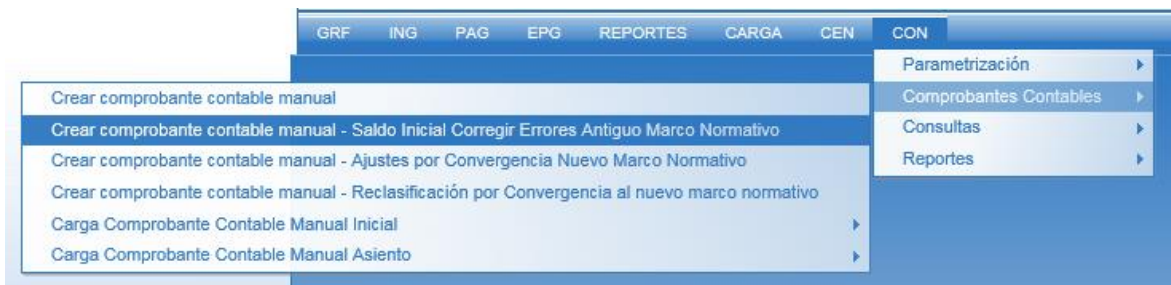 GRF ING PAG EPG REPORTES CARGA CEN CON
Parametrización
Comprobantes Contables
Consultas
Reportes
Crear comprobante contable manual
Crear comprobante contable manual - Saldo Inicial Corregir Errores Antiguo Marco Normativo
Crear comprobante contable manual - Ajustes por Convergencia Nuevo Marco Normativo
Crear comprobante contable manual - Reclasificación por Convergencia al nuevo marco normativo
Carga Comprobante Contable Manual Inicial
Carga Comprobante Contable Manual Asiento